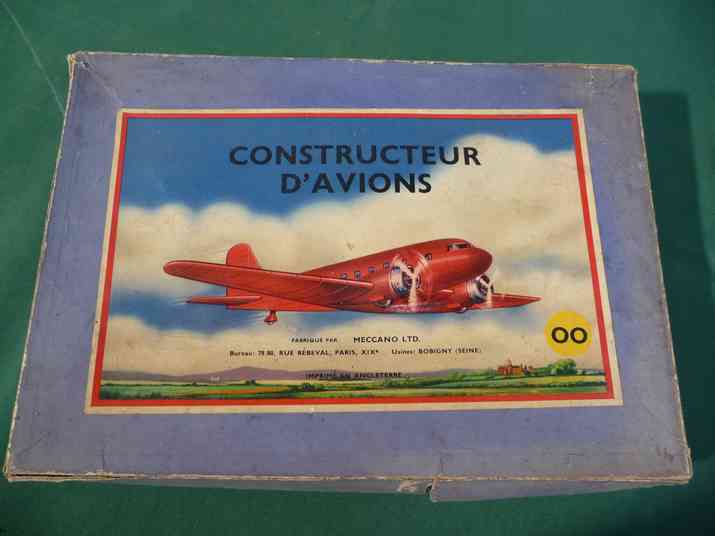 CONSTRUCTEUR
D'AVIONS
OO
FABRIQUÉ PAR MECCANO LTD.
Bureau: 78.80, RUE RÉBEVAL, PARIS, XIXe Usines: BOBIGNY (SEINE)
IMPRIMÉ EN ANGLETERRE